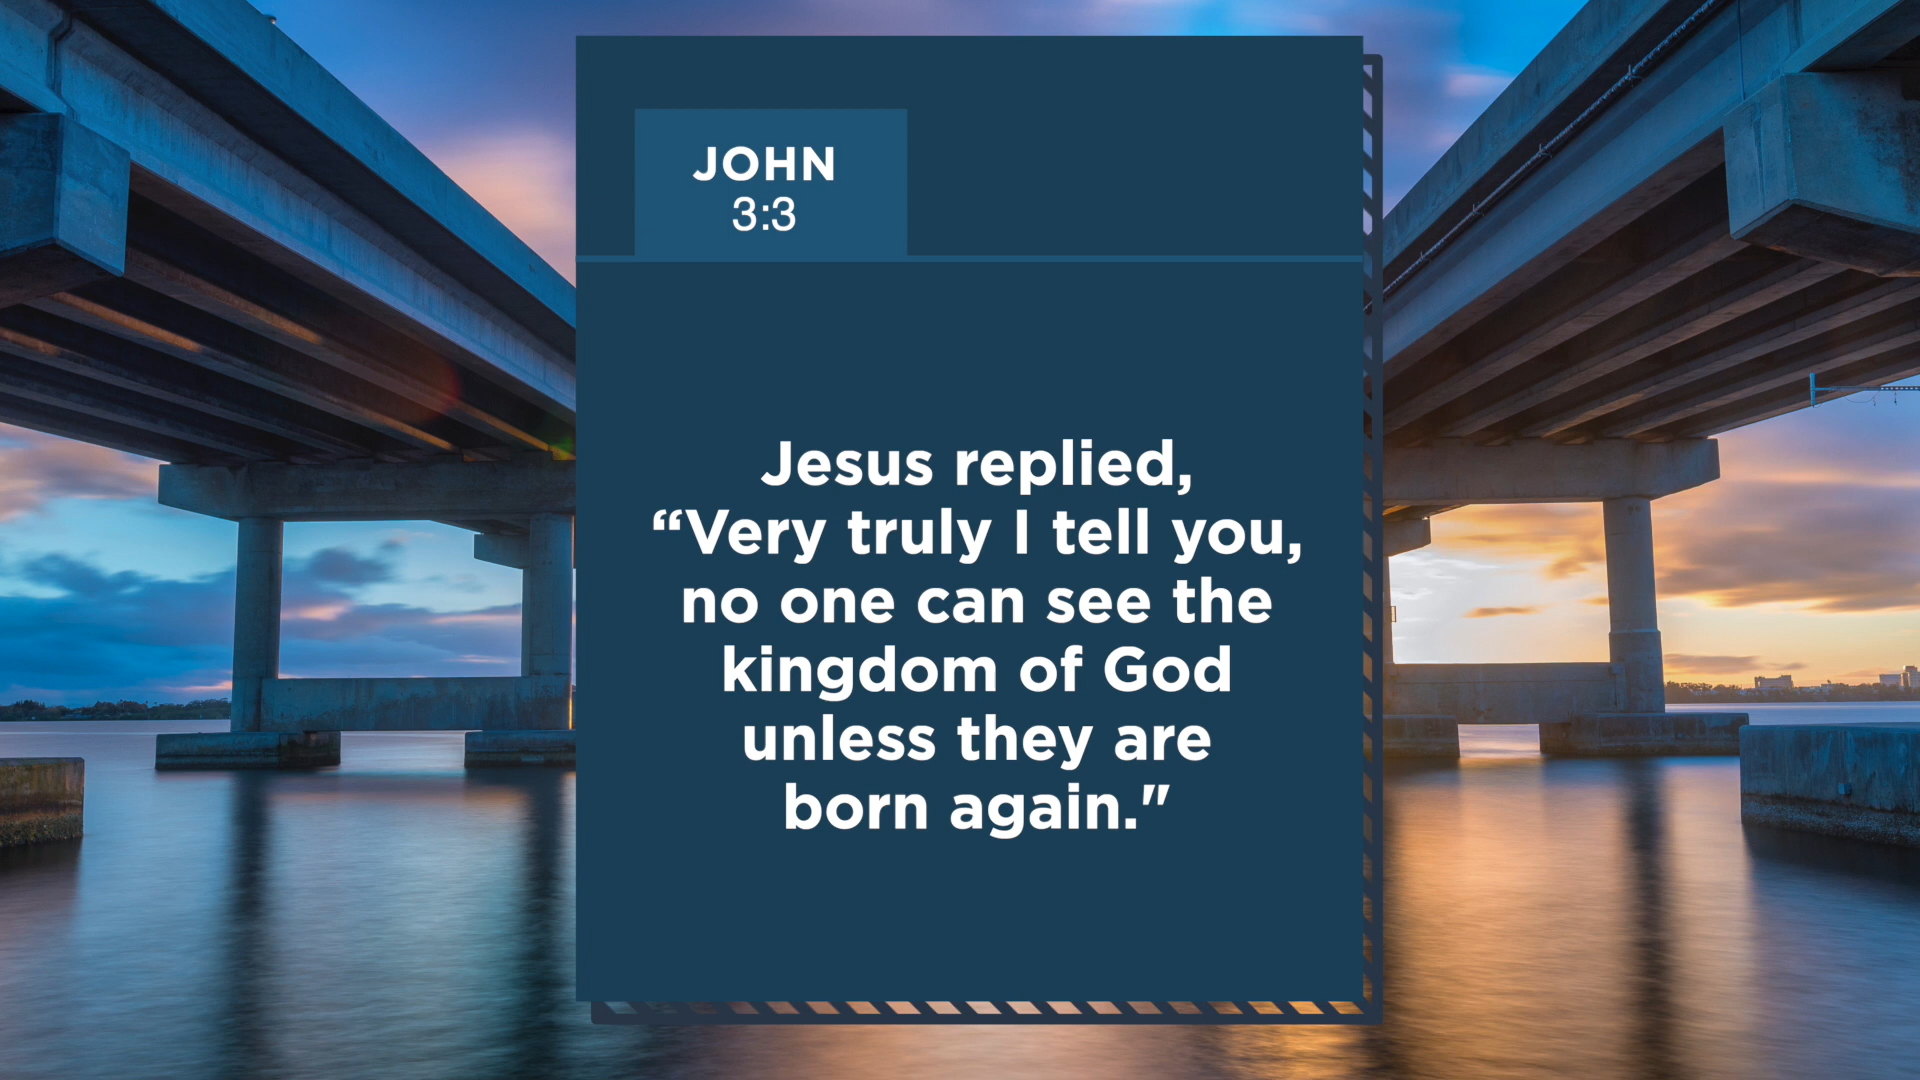 JOHN
3:3
Jesus replied,
“Very truly I tell you,
no one can see the
kingdom of God
unless they are
born again."